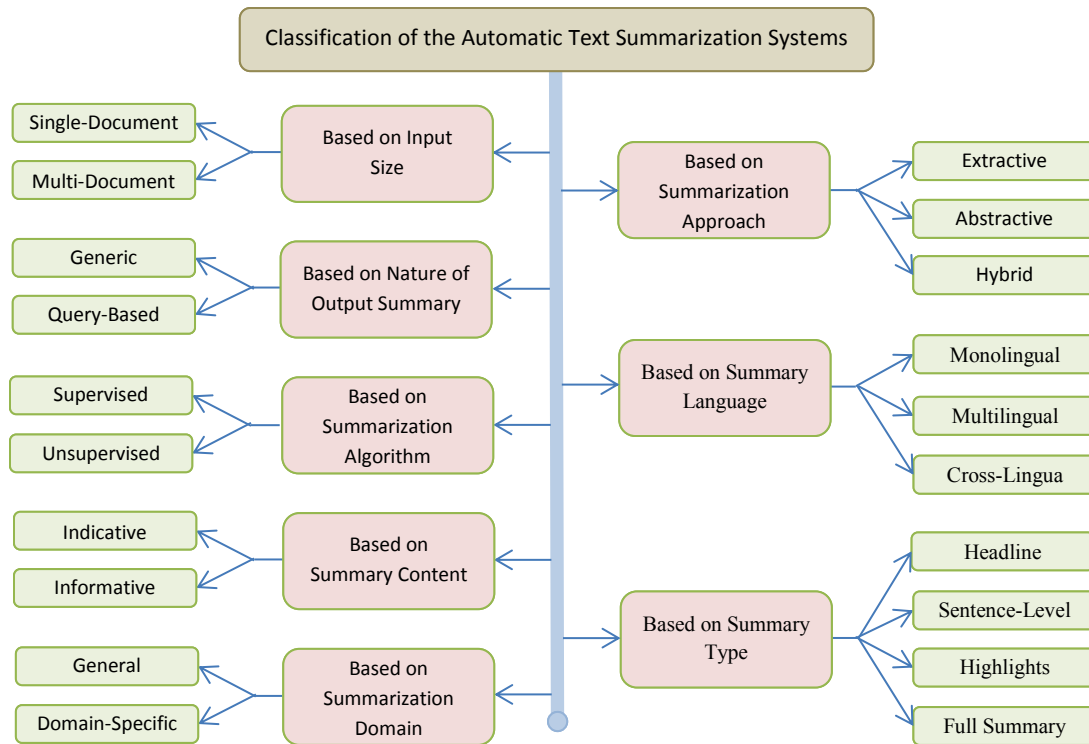 Classification of the Automatic Text Summarization Systems
Single-Document
Multi-Document
Based on Input
Size
Generic
Query-Based
Based on Nature of
Output Summary
Supervised
Unsupervised
Based on
Summarization
Algorithm
Indicative
Informative
Based on
Summary Content
General
Domain-Specific
Based on
Summarization
Domain
Based on
Summarization
Approach
Extractive
Abstractive
Hybrid
Based on Summary
Language
Monolingual
Multilingual
Cross-Lingua
Based on Summary
Type
Headline
Sentence-Level
Highlights
Full Summary